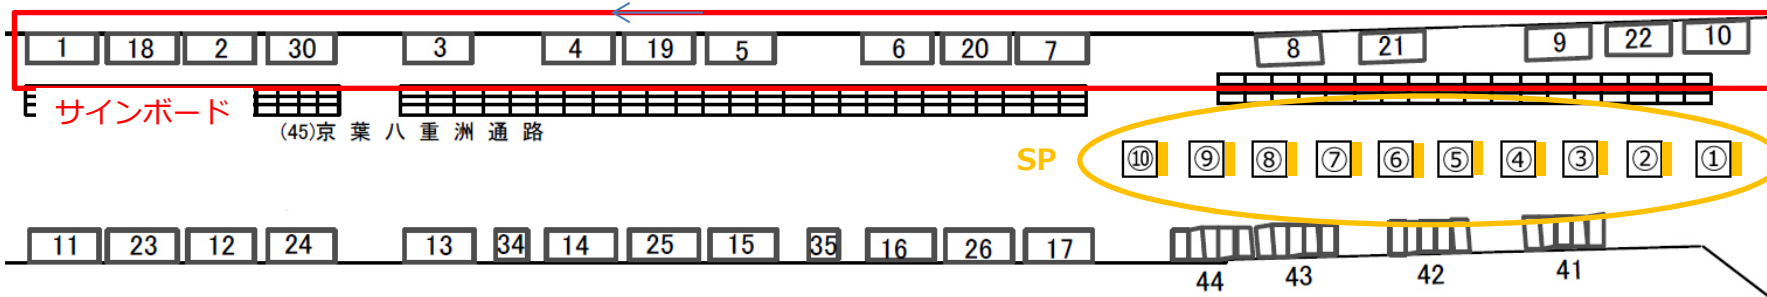 1 18 2 30 3 4 19 5 6 20 7 8 21 9 22 10
サインボード
(45)京葉八重洲通路
SP ⑩ ⑨ ⑧ ⑦ ⑥ ⑤ ④ ③ ② ①
11 23 12 24 13 34 14 25 15 35 16 26 17
44 43 42 41